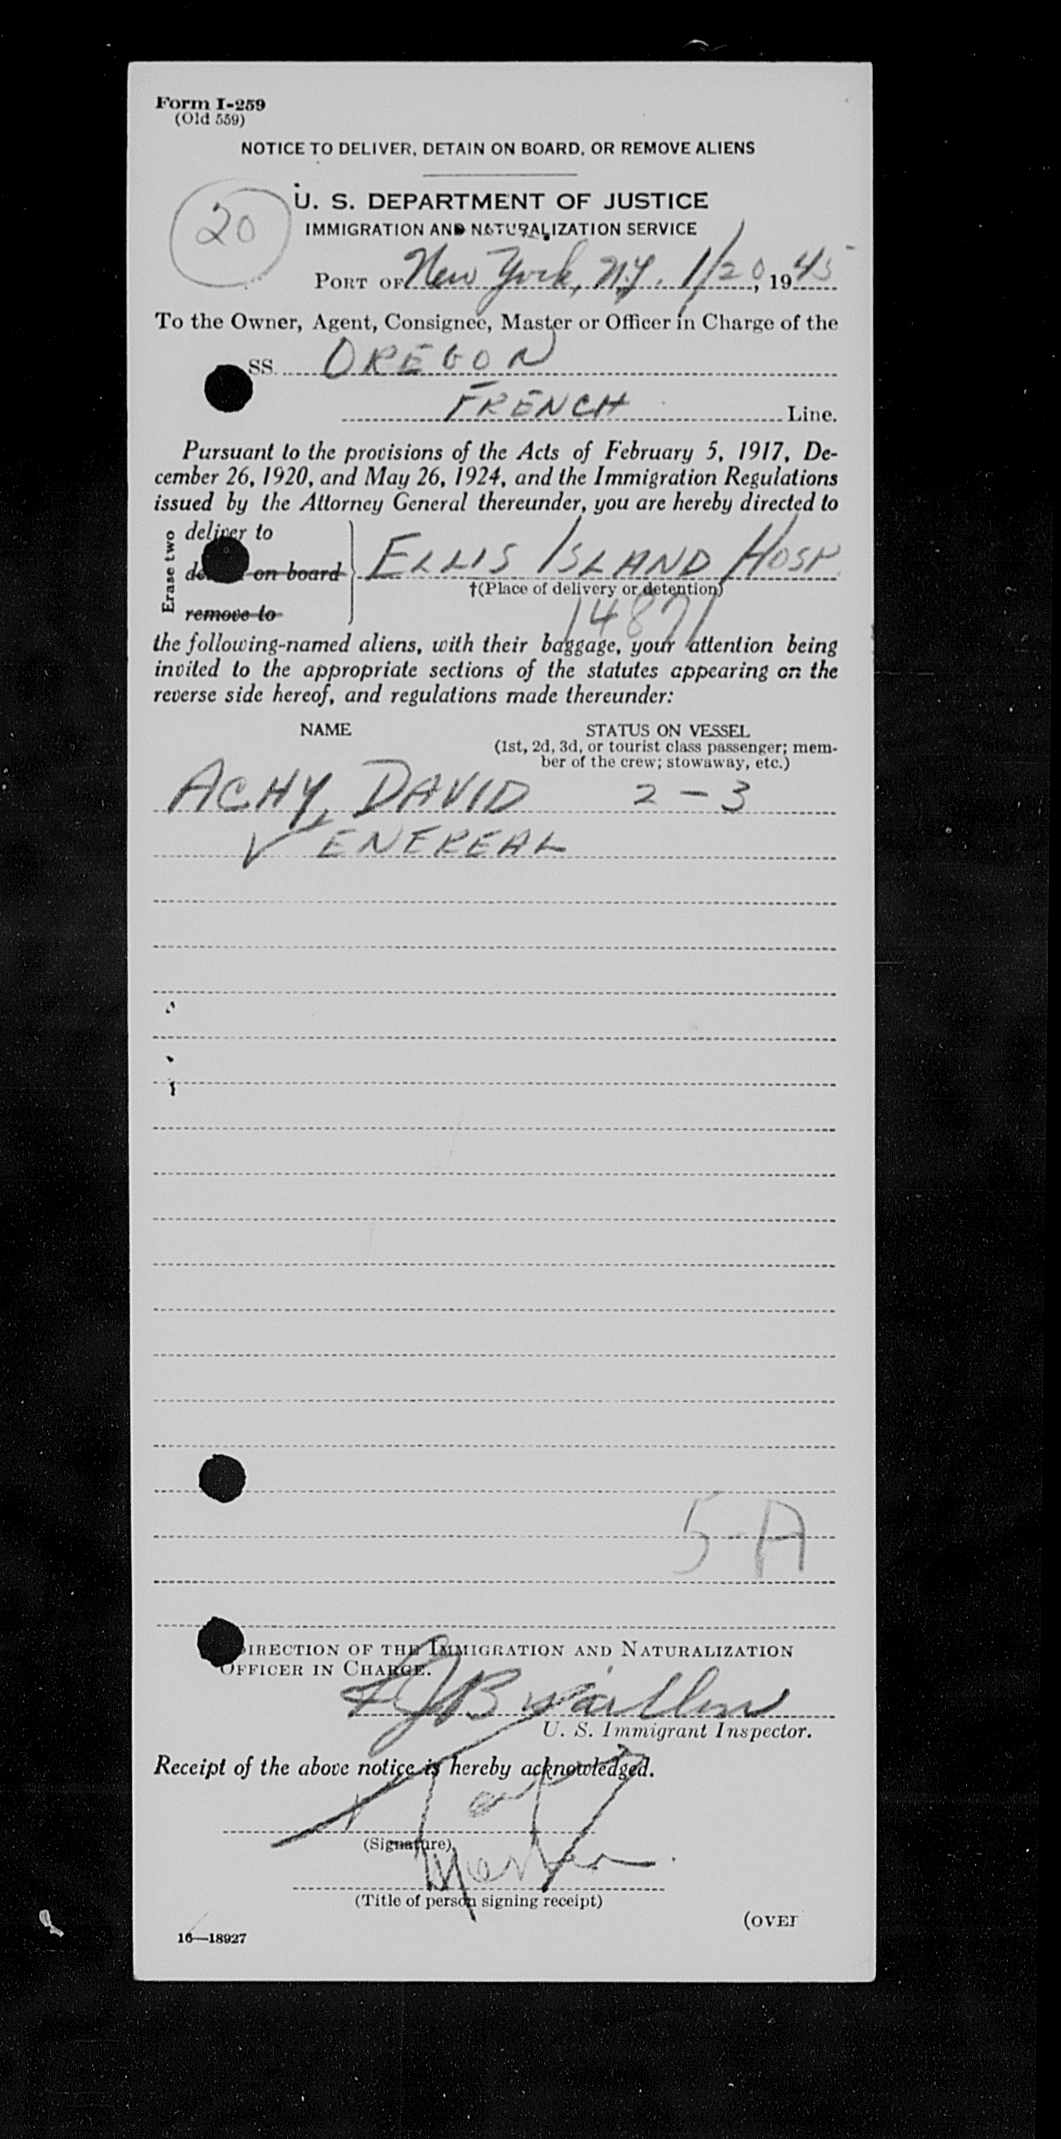 Form I-259
(Old 559)
NOTICE TO DELIVER, DETAIN ON BOARD, OR REMOVE ALIENS
U. S. DEPARTMENT OF JUSTICE
IMMIGRATION AND NATURALIZATION SERVICE
20
PORT OF New York, N.Y. 1/20, 1945
To the Owner, Agent, Consignee, Master or Officer in Charge of the
SS. OREGON
FRENCH Line.
Pursuant to the provisions of the Acts of February 5, 1917, De-
cember 26, 1920, and May 26, 1924, and the Immigration Regulations
issued by the Attorney General thereunder, you are hereby directed to
Erase two
deliver to
on board ELLIS ISLAND HOSP.
†(Place of delivery or detention)
remove to 14871
the following-named aliens, with their baggage, your attention being
invited to the appropriate sections of the statutes appearing on the
reverse side hereof, and regulations made thereunder:
NAME STATUS ON VESSEL
(1st, 2d, 3d, or tourist class passenger; mem-
ber of the crew; stowaway, etc.)
ACHY, DAVID 2-3
VENEREAL
5-A
DIRECTION OF THE IMMIGRATION AND NATURALIZATION
OFFICER IN CHARGE.
U. S. Immigrant Inspector.
Receipt of the above notice is hereby acknowledged.
(Signature)
Master
(Title of person signing receipt)
(OVER
16—18927